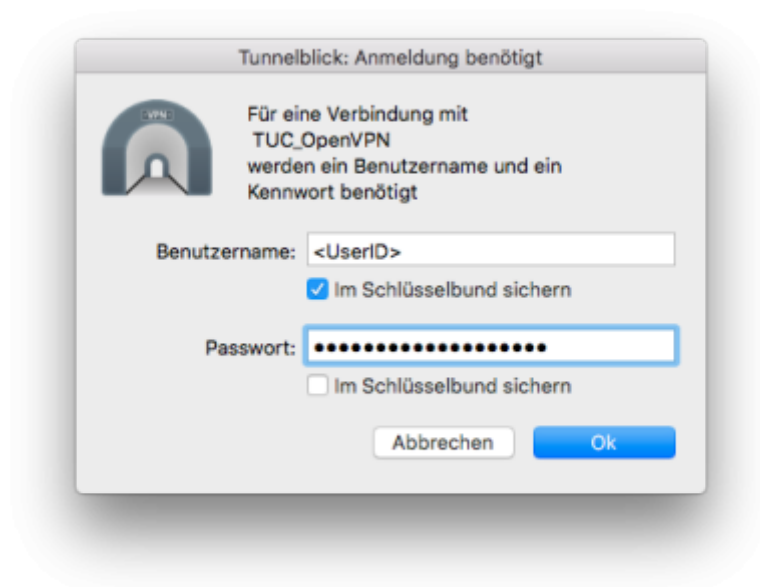 Tunnelblick: Anmeldung benötigt
VPN
Für eine Verbindung mit
TUC_OpenVPN
werden ein Benutzername und ein
Kennwort benötigt
Benutzername: <UserID>
Im Schlüsselbund sichern
Passwort: ●●●●●●●●●●●●●●●●●●●
Im Schlüsselbund sichern
Abbrechen Ok